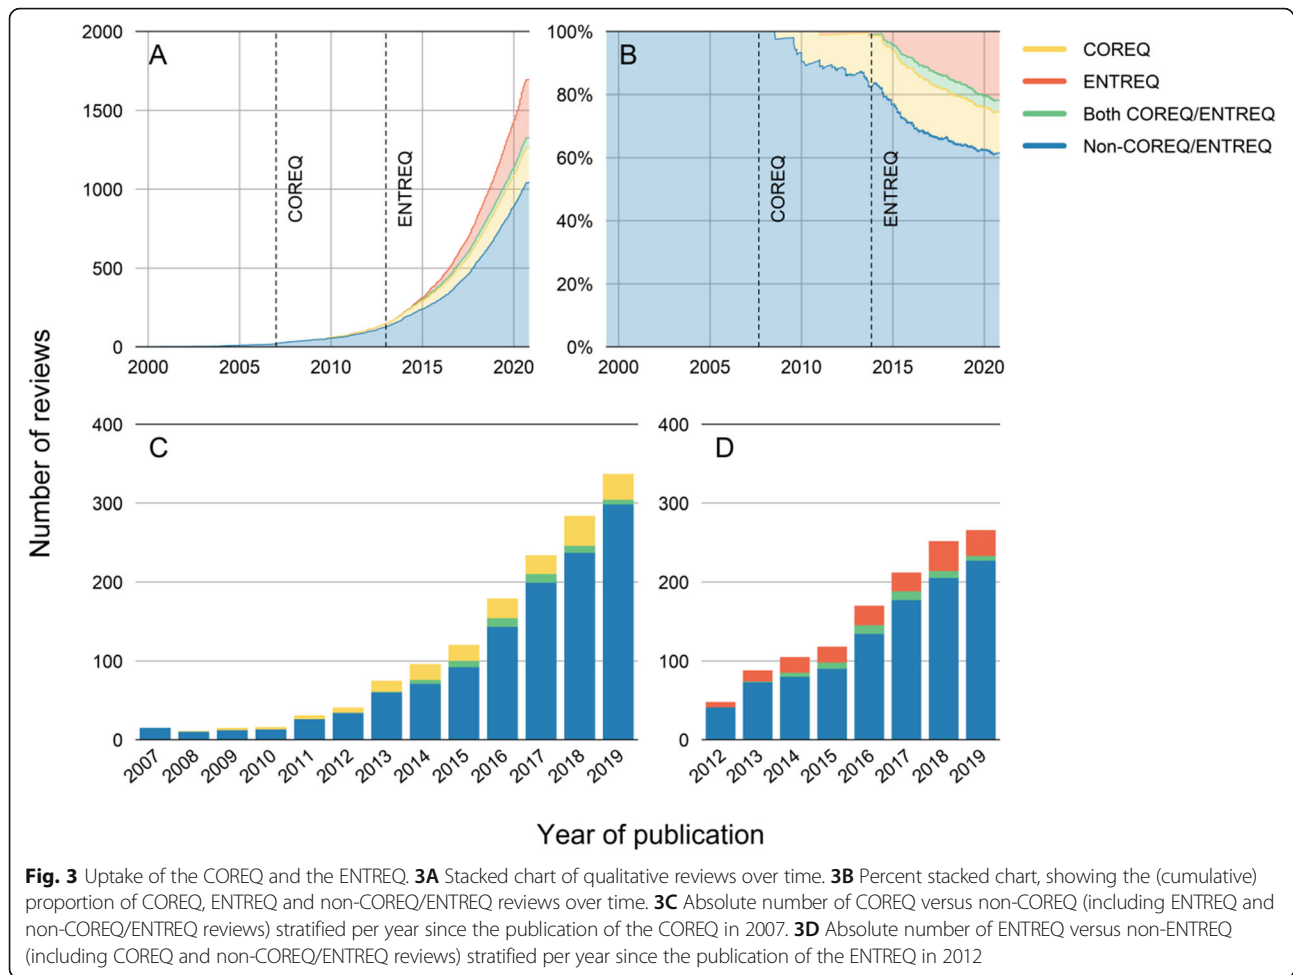 A
2000
1500
1000
500
0
COREQ
ENTREQ
2000
2005
2010
2015
2020
B
100%
80%
60%
40%
20%
0%
COREQ
ENTREQ
2000
2005
2010
2015
2020
COREQ
ENTREQ
Both COREQ/ENTREQ
Non-COREQ/ENTREQ
Number of reviews
C
400
300
200
100
0
2007
2008
2009
2010
2011
2012
2013
2014
2015
2016
2017
2018
2019
D
400
300
200
100
0
2012
2013
2014
2015
2016
2017
2018
2019
Year of publication
Fig. 3 Uptake of the COREQ and the ENTREQ. 3A Stacked chart of qualitative reviews over time. 3B Percent stacked chart, showing the (cumulative)
proportion of COREQ, ENTREQ and non-COREQ/ENTREQ reviews over time. 3C Absolute number of COREQ versus non-COREQ (including ENTREQ and
non-COREQ/ENTREQ reviews) stratified per year since the publication of the COREQ in 2007. 3D Absolute number of ENTREQ versus non-ENTREQ
(including COREQ and non-COREQ/ENTREQ reviews) stratified per year since the publication of the ENTREQ in 2012